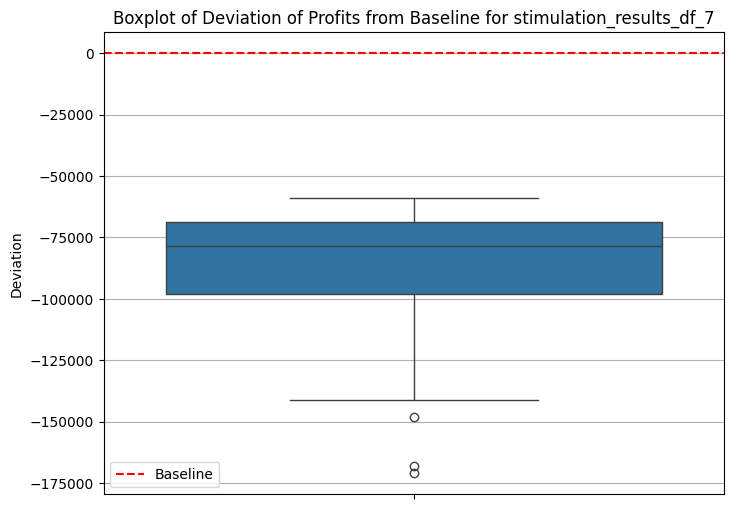 Boxplot of Deviation of Profits from Baseline for stimulation_results_df_7
0
−25000
−50000
−75000
−100000
−125000
−150000
−175000
Deviation
Baseline